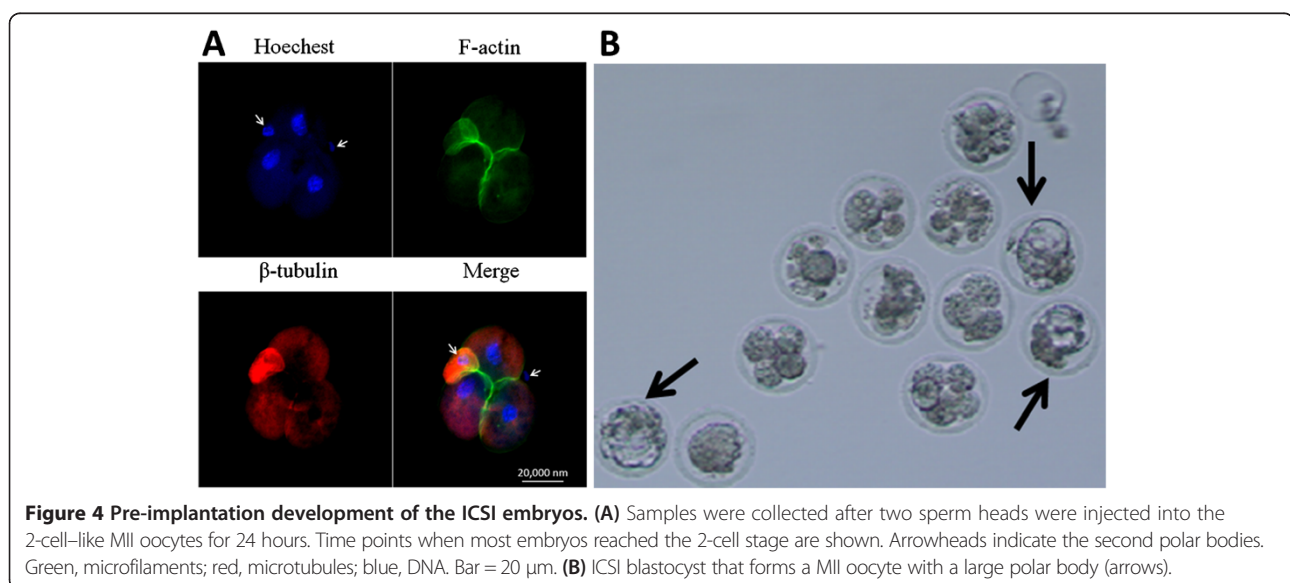 A
Hoechest
F-actin
β-tubulin
Merge
20,000 nm
B
Figure 4 Pre-implantation development of the ICSI embryos. (A) Samples were collected after two sperm heads were injected into the
2-cell–like MII oocytes for 24 hours. Time points when most embryos reached the 2-cell stage are shown. Arrowheads indicate the second polar bodies.
Green, microfilaments; red, microtubules; blue, DNA. Bar = 20 μm. (B) ICSI blastocyst that forms a MII oocyte with a large polar body (arrows).